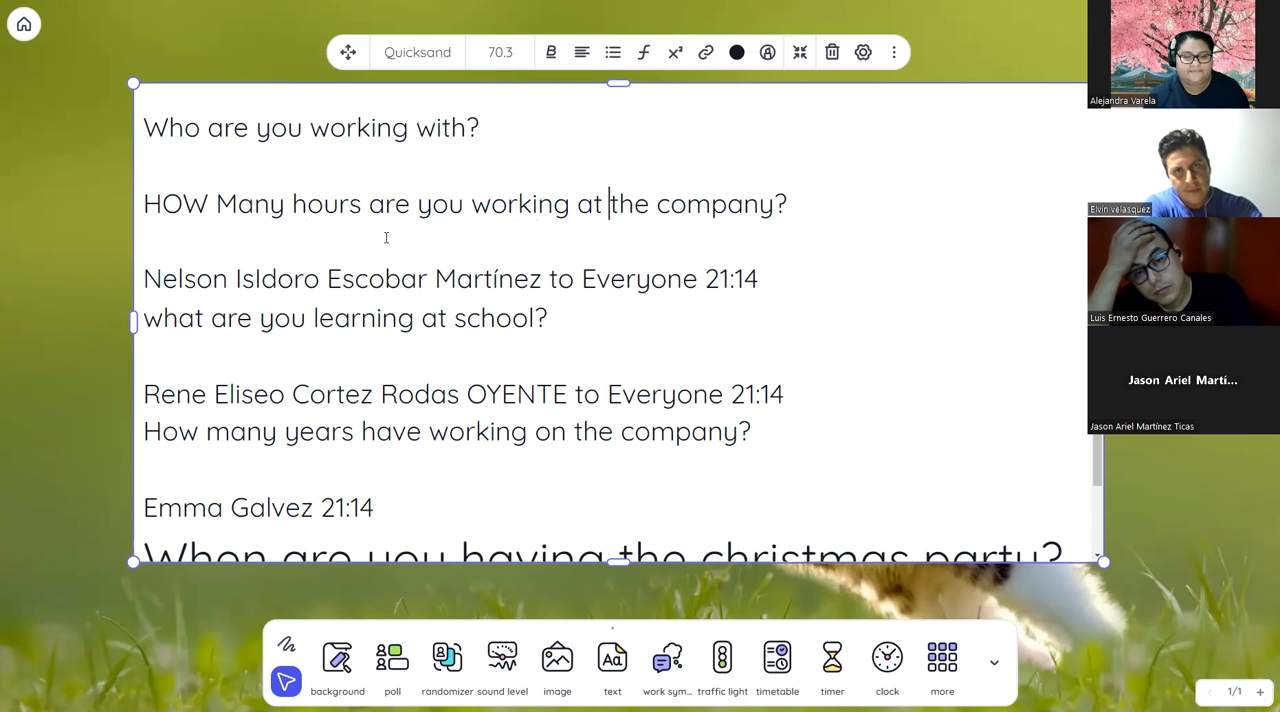 Quicksand
70.3
Who are you working with?
HOW Many hours are you working at the company?
Nelson IsIdoro Escobar Martínez to Everyone 21:14
what are you learning at school?
Rene Eliseo Cortez Rodas OYENTE to Everyone 21:14
How many years have working on the company?
Emma Galvez 21:14
When are you having the christmas party?
Alejandra Varela
Elvin velasquez
Luis Ernesto Guerrero Canales
Jason Ariel Martí...
Jason Ariel Martínez Ticas
background
poll
randomizer
sound level
image
text
work sym...
traffic light
timetable
timer
clock
more
1/1